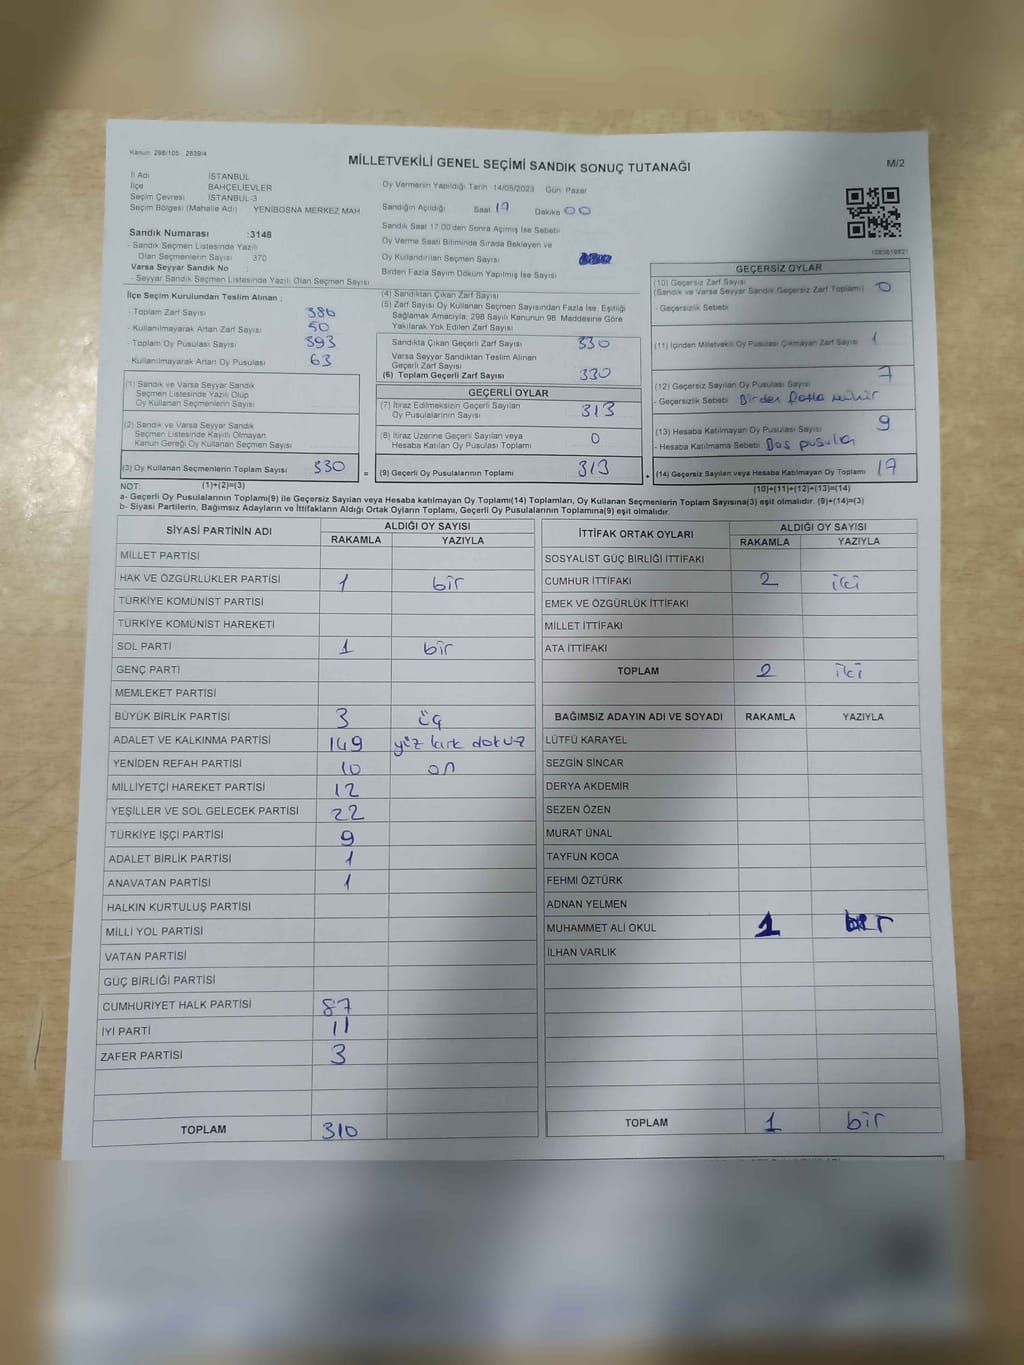 Kanun: 298/105 , 2839/4
MİLLETVEKİLİ GENEL SEÇİMİ SANDIK SONUÇ TUTANAĞI
M/2
İl Adı İSTANBUL
İlçe BAHÇELİEVLER
Seçim Çevresi İSTANBUL-3
Seçim Bölgesi (Mahalle Adı) YENİBOSNA MERKEZ MAH
Sandık Numarası :3148
- Sandık Seçmen Listesinde Yazılı
Olan Seçmenlerin Sayısı 370
Varsa Seyyar Sandık No
- Seyyar Sandık Seçmen Listesinde Yazılı Olan Seçmen Sayısı
Oy Vermenin Yapıldığı Tarih 14/05/2023 Gün: Pazar
Sandığın Açıldığı Saat 17 Dakika 00
Sandık Saat 17.00'den Sonra Açılmış İse Sebebi
Oy Verme Saati Bitiminde Sırada Bekleyen ve
Oy Kullandırılan Seçmen Sayısı
Birden Fazla Sayım Döküm Yapılmış İse Sayısı
İlçe Seçim Kurulundan Teslim Alınan :
- Toplam Zarf Sayısı 386
- Kullanılmayarak Artan Zarf Sayısı 50
- Toplam Oy Pusulası Sayısı 393
- Kullanılmayarak Artan Oy Pusulası 63
(1) Sandık ve Varsa Seyyar Sandık
Seçmen Listesinde Yazılı Olup
Oy Kullanan Seçmenlerin Sayısı
(2) Sandık ve Varsa Seyyar Sandık
Seçmen Listesinde Kayıtlı Olmayan
Kanun Gereği Oy Kullanan Seçmen Sayısı
(3) Oy Kullanan Seçmenlerin Toplam Sayısı 330
(1)+(2)=(3)
(4) Sandıktan Çıkan Zarf Sayısı
(5) Zarf Sayısı Oy Kullanan Seçmen Sayısından Fazla İse, Eşitliği
Sağlamak Amacıyla, 298 Sayılı Kanunun 98. Maddesine Göre
Yakılarak Yok Edilen Zarf Sayısı
Sandıkta Çıkan Geçerli Zarf Sayısı 330
Varsa Seyyar Sandıktan Teslim Alınan
Geçerli Zarf Sayısı
(6) Toplam Geçerli Zarf Sayısı 330
GEÇERLİ OYLAR
(7) İtiraz Edilmeksizin Geçerli Sayılan
Oy Pusulalarının Sayısı 313
(8) İtiraz Üzerine Geçerli Sayılan veya
Hesaba Katılan Oy Pusulası Toplamı 0
= (9) Geçerli Oy Pusulalarının Toplamı 313
GEÇERSİZ OYLAR
(10) Geçersiz Zarf Sayısı
(Sandık ve Varsa Seyyar Sandık Geçersiz Zarf Toplamı) 0
- Geçersizlik Sebebi
(11) İçinden Milletvekili Oy Pusulası Çıkmayan Zarf Sayısı 1
(12) Geçersiz Sayılan Oy Pusulası Sayısı 7
- Geçersizlik Sebebi Birden fazla mühür
(13) Hesaba Katılmayan Oy Pusulası Sayısı 9
- Hesaba Katılmama Sebebi Boş pusula
+ (14) Geçersiz Sayılan veya Hesaba Katılmayan Oy Toplamı 17
(10)+(11)+(12)+(13)=(14)
NOT:
a- Geçerli Oy Pusulalarının Toplamı(9) ile Geçersiz Sayılan veya Hesaba katılmayan Oy Toplamı(14) Toplamları, Oy Kullanan Seçmenlerin Toplam Sayısına(3) eşit olmalıdır. (9)+(14)=(3)
b- Siyasi Partilerin, Bağımsız Adayların ve İttifakların Aldığı Ortak Oyların Toplamı, Geçerli Oy Pusulalarının Toplamına(9) eşit olmalıdır.
SİYASİ PARTİNİN ADI ALDIĞI OY SAYISI
RAKAMLA YAZIYLA
MİLLET PARTİSİ
HAK VE ÖZGÜRLÜKLER PARTİSİ 1 bir
TÜRKİYE KOMÜNİST PARTİSİ
TÜRKİYE KOMÜNİST HAREKETİ
SOL PARTİ 1 bir
GENÇ PARTİ
MEMLEKET PARTİSİ
BÜYÜK BİRLİK PARTİSİ 3 üç
ADALET VE KALKINMA PARTİSİ 149 yüz kırk dokuz
YENİDEN REFAH PARTİSİ 10 on
MİLLİYETÇİ HAREKET PARTİSİ 12
YEŞİLLER VE SOL GELECEK PARTİSİ 22
TÜRKİYE İŞÇİ PARTİSİ 9
ADALET BİRLİK PARTİSİ 1
ANAVATAN PARTİSİ 1
HALKIN KURTULUŞ PARTİSİ
MİLLİ YOL PARTİSİ
VATAN PARTİSİ
GÜÇ BİRLİĞİ PARTİSİ
CUMHURİYET HALK PARTİSİ 87
İYİ PARTİ 11
ZAFER PARTİSİ 3
TOPLAM 310
İTTİFAK ORTAK OYLARI ALDIĞI OY SAYISI
RAKAMLA YAZIYLA
SOSYALİST GÜÇ BİRLİĞİ İTTİFAKI
CUMHUR İTTİFAKI 2 iki
EMEK VE ÖZGÜRLÜK İTTİFAKI
MİLLET İTTİFAKI
ATA İTTİFAKI
TOPLAM 2 iki
BAĞIMSIZ ADAYIN ADI VE SOYADI RAKAMLA YAZIYLA
LÜTFÜ KARAYEL
SEZGİN SİNCAR
DERYA AKDEMİR
SEZEN ÖZEN
MURAT ÜNAL
TAYFUN KOCA
FEHMİ ÖZTÜRK
ADNAN YELMEN
MUHAMMET ALİ OKUL 1 bir
İLHAN VARLIK
TOPLAM 1 bir